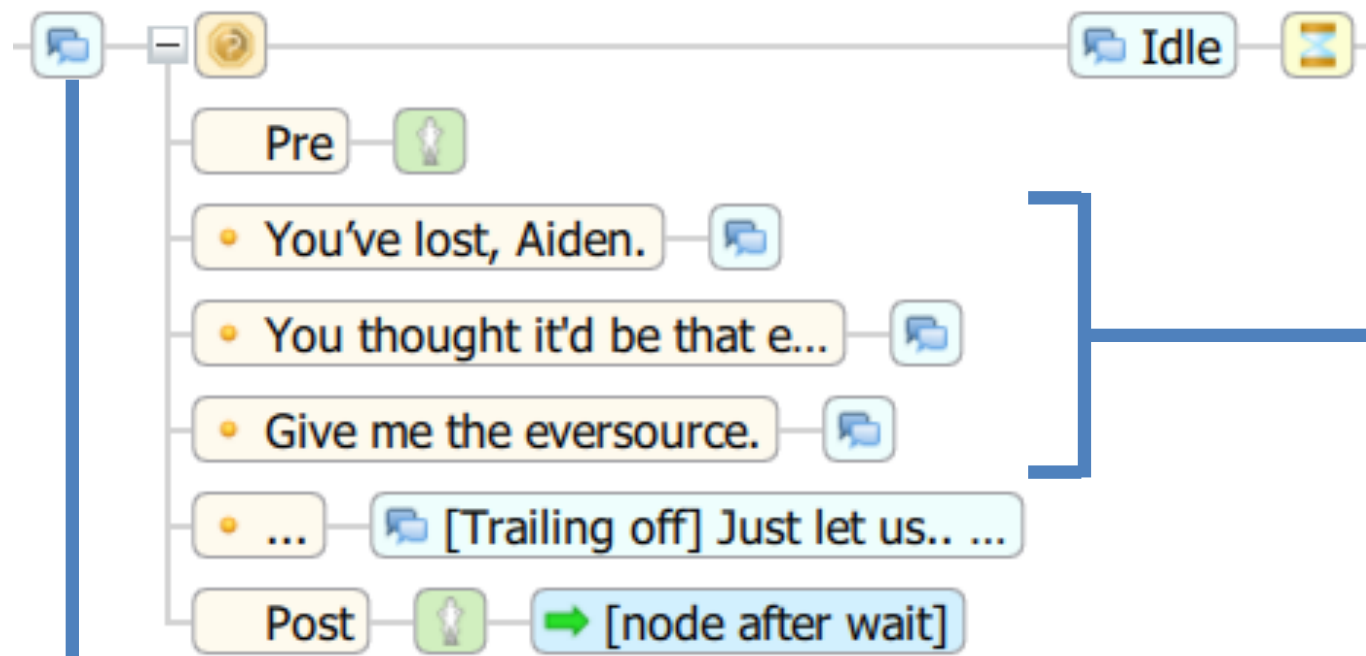 Idle
Pre
You’ve lost, Aiden.
You thought it'd be that e...
Give me the eversource.
... [Trailing off] Just let us.. ...
Post [node after wait]